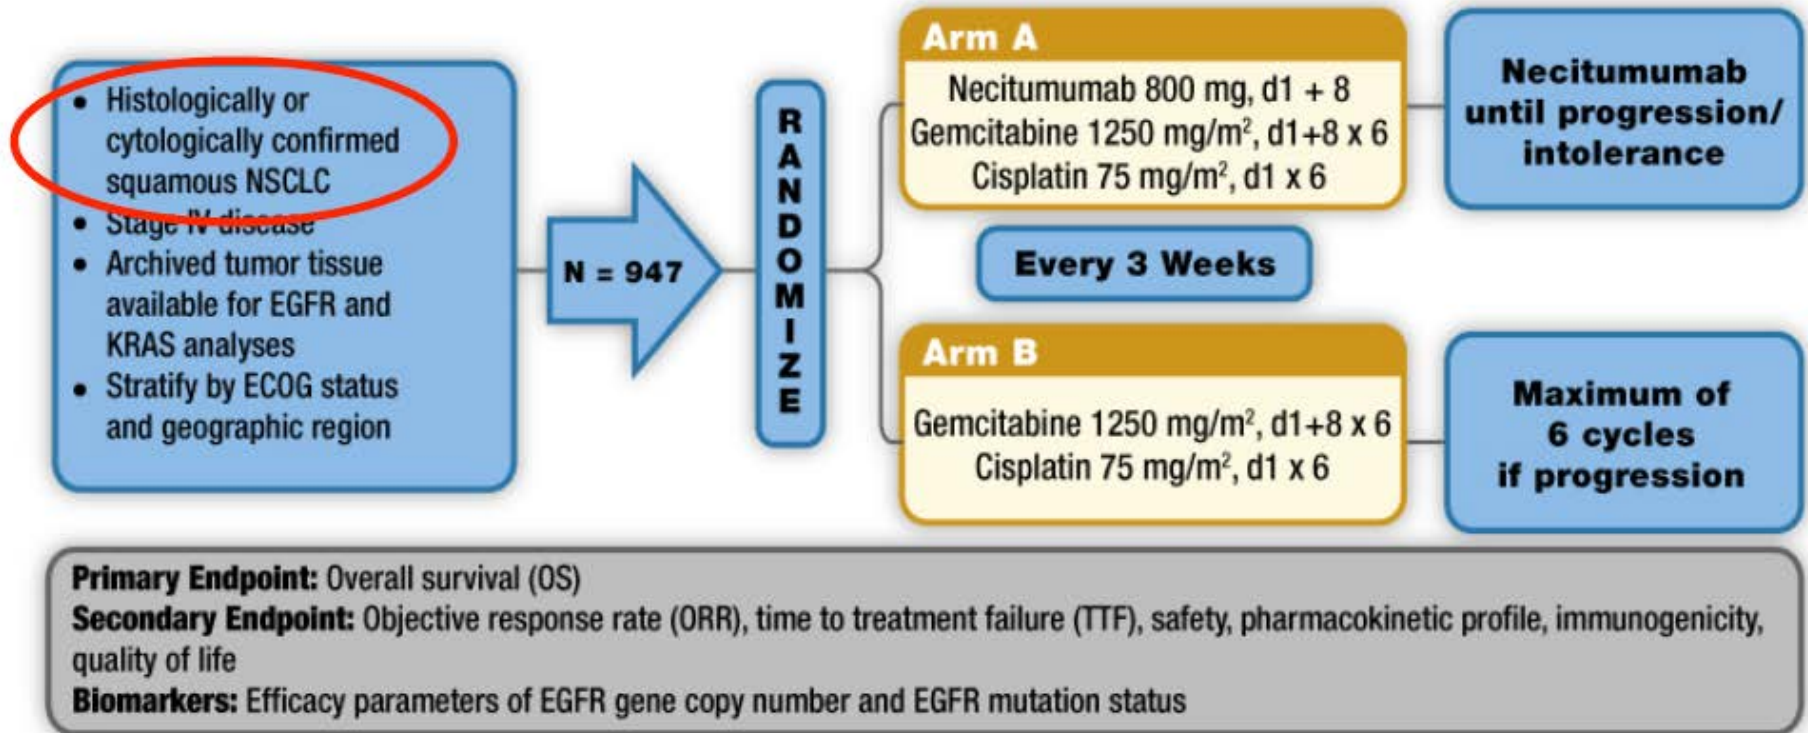 • Histologically or
cytologically confirmed
squamous NSCLC
• Stage IV disease
• Archived tumor tissue
available for EGFR and
KRAS analyses
• Stratify by ECOG status
and geographic region
N = 947
RANDOMIZE
Arm A
Necitumumab 800 mg, d1 + 8
Gemcitabine 1250 mg/m², d1+8 x 6
Cisplatin 75 mg/m², d1 x 6
Necitumumab
until progression/
intolerance
Every 3 Weeks
Arm B
Gemcitabine 1250 mg/m², d1+8 x 6
Cisplatin 75 mg/m², d1 x 6
Maximum of
6 cycles
if progression
Primary Endpoint: Overall survival (OS)
Secondary Endpoint: Objective response rate (ORR), time to treatment failure (TTF), safety, pharmacokinetic profile, immunogenicity,
quality of life
Biomarkers: Efficacy parameters of EGFR gene copy number and EGFR mutation status